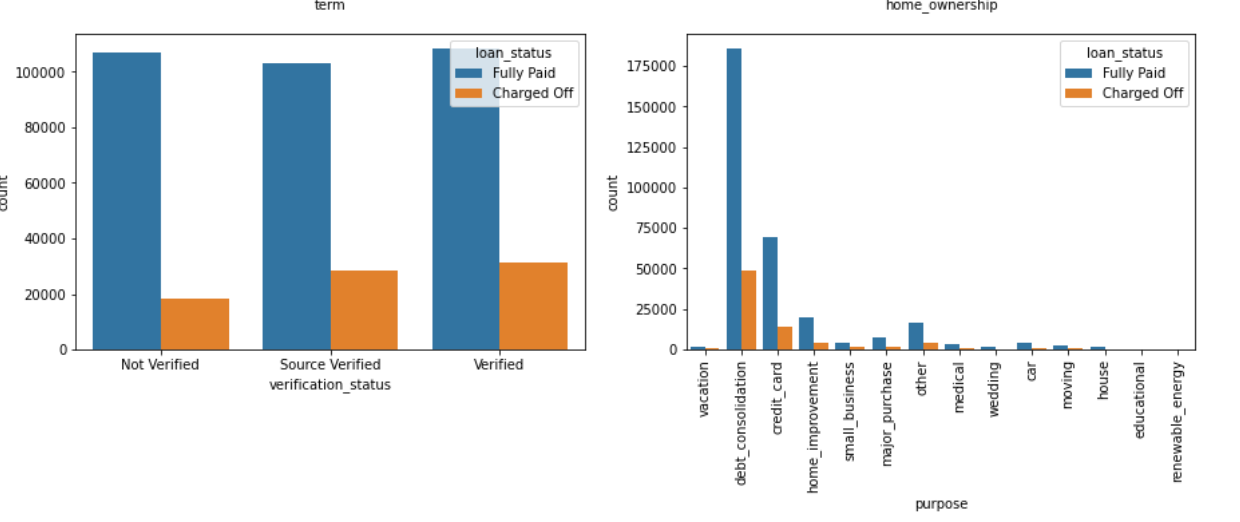 term
home_ownership
loan_status
Fully Paid
Charged Off
100000
80000
60000
40000
20000
0
count
Not Verified
Source Verified
Verified
verification_status
loan_status
Fully Paid
Charged Off
175000
150000
125000
100000
75000
50000
25000
0
count
vacation
debt_consolidation
credit_card
home_improvement
small_business
major_purchase
other
medical
wedding
car
moving
house
educational
renewable_energy
purpose